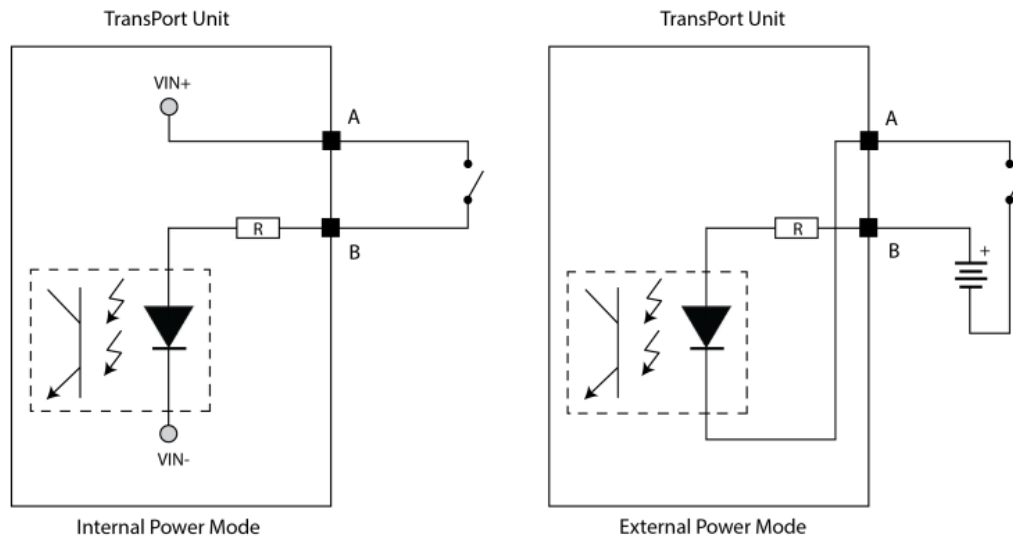 TransPort Unit
VIN+
A
R
B
VIN-
Internal Power Mode
TransPort Unit
A
R
B
+
External Power Mode